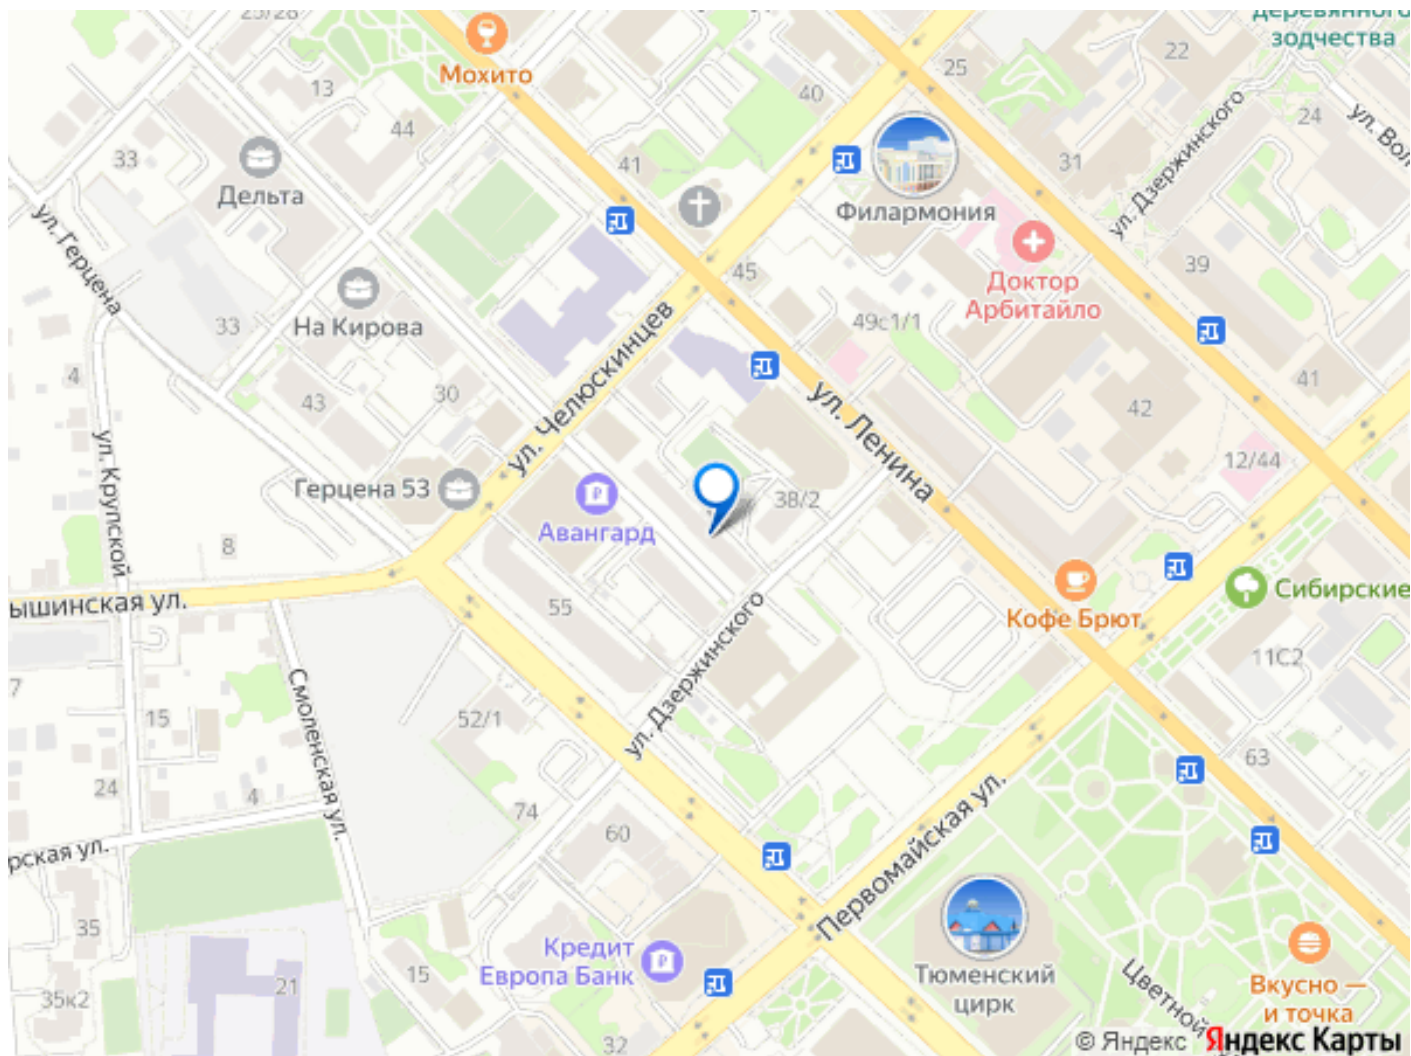 25/28
деревянного
зодчества
Мохито
13
40
25
22
24
44
33
Дельта
41
31
ул. Дзержинского
Филармония
ул. Герцена
На Кирова
33
45
49с1/1
Доктор
Арбитайло
39
4
43
30
ул. Челюскинцев
ул. Ленина
42
41
12/44
ул. Крупской
Герцена 53
Авангард
38/2
8
55
ышинская ул.
Кофе Брют
Сибирские
11С2
7
15
24
4
Смоленская ул.
52/1
ул. Дзержинского
74
60
63
рская ул.
35
35к2
21
15
Кредит
Европа Банк
32
Первомайская ул.
Тюменский
цирк
Цветной
Вкусно —
и точка
© Яндекс Яндекс Карты